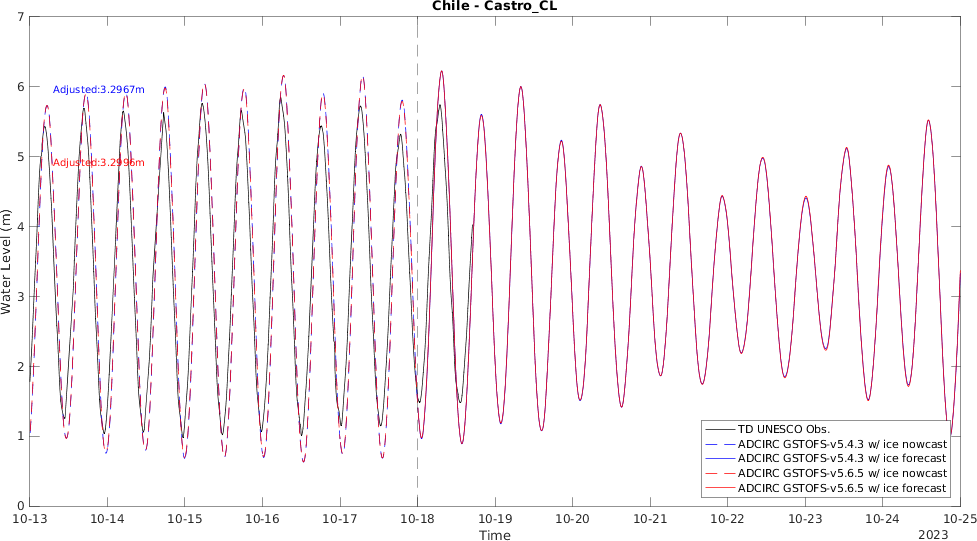 Chile - Castro_CL
7
6
5
4
3
2
1
0
Water Level (m)
Adjusted:3.2967m
Adjusted:3.2996m
TD UNESCO Obs.
ADCIRC GSTOFS-v5.4.3 w/ ice nowcast
ADCIRC GSTOFS-v5.4.3 w/ ice forecast
ADCIRC GSTOFS-v5.6.5 w/ ice nowcast
ADCIRC GSTOFS-v5.6.5 w/ ice forecast
10-13 10-14 10-15 10-16 10-17 10-18 10-19 10-20 10-21 10-22 10-23 10-24 10-25
Time
2023